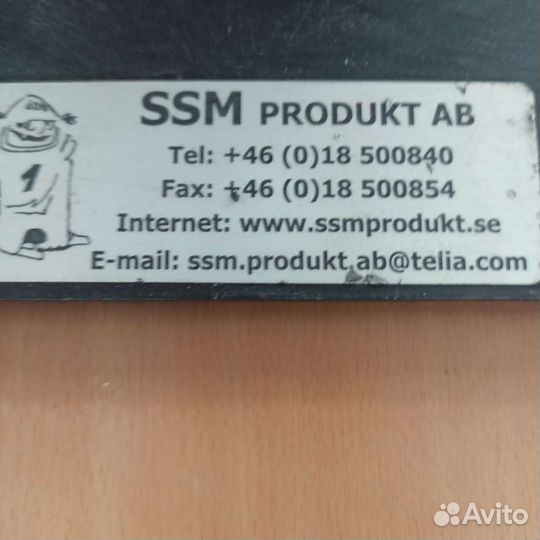 SSM PRODUKT AB
Tel: +46 (0)18 500840
Fax: +46 (0)18 500854
1
Internet: www.ssmprodukt.se
E-mail: ssm.produkt.ab@telia.com
Avito